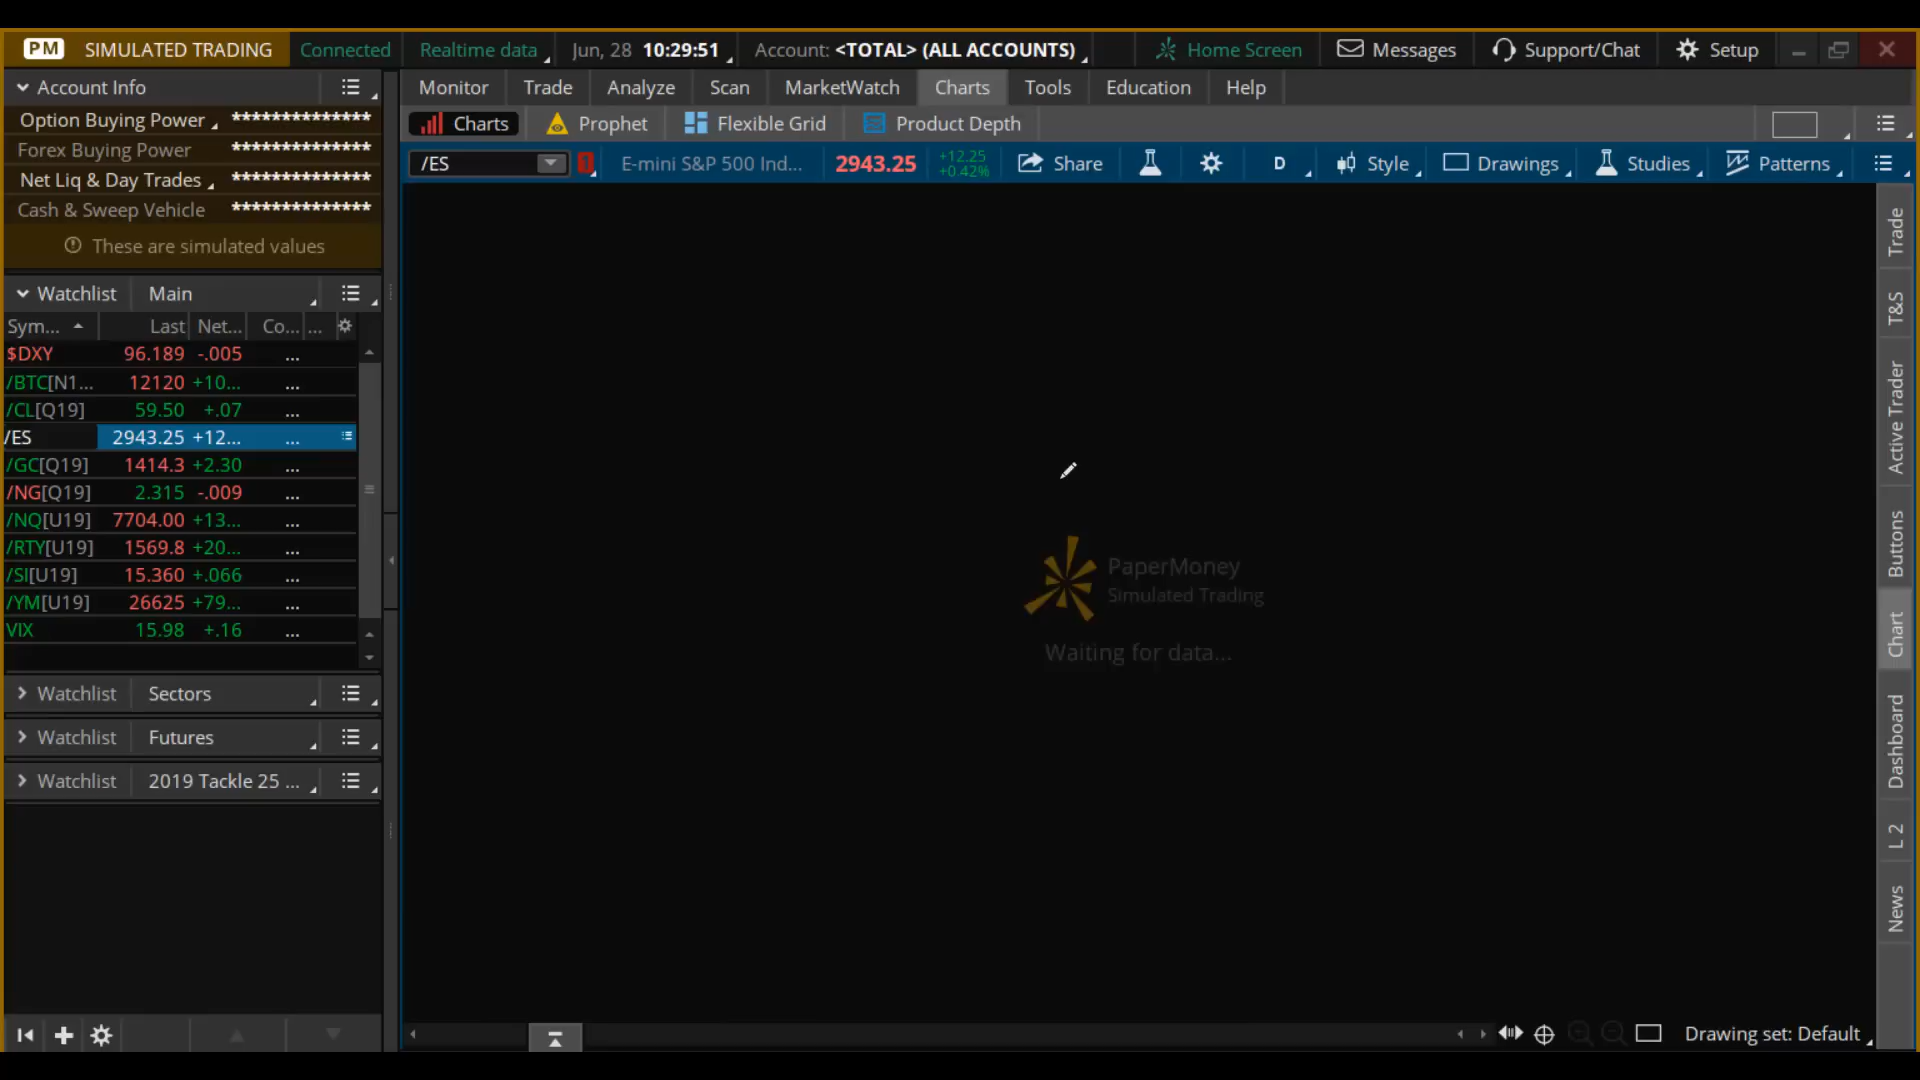 PM SIMULATED TRADING Connected Realtime data Jun, 28 10:29:51 Account: <TOTAL> (ALL ACCOUNTS) Home Screen Messages Support/Chat Setup
Account Info
Option Buying Power **************
Forex Buying Power **************
Net Liq & Day Trades **************
Cash & Sweep Vehicle **************
These are simulated values
Watchlist Main
Sym... Last Net... Co... ...
$DXY 96.189 -.005 ...
/BTC[N1... 12120 +10... ...
/CL[Q19] 59.50 +.07 ...
/ES 2943.25 +12... ...
/GC[Q19] 1414.3 +2.30 ...
/NG[Q19] 2.315 -.009 ...
/NQ[U19] 7704.00 +13... ...
/RTY[U19] 1569.8 +20... ...
/SI[U19] 15.360 +.066 ...
/YM[U19] 26625 +79... ...
VIX 15.98 +.16 ...
Watchlist Sectors
Watchlist Futures
Watchlist 2019 Tackle 25 ...
Monitor Trade Analyze Scan MarketWatch Charts Tools Education Help
Charts Prophet Flexible Grid Product Depth
/ES 1 E-mini S&P 500 Ind... 2943.25 +12.25 +0.42% Share D Style Drawings Studies Patterns
PaperMoney
Simulated Trading
Waiting for data...
Trade
T&S
Active Trader
Buttons
Chart
Dashboard
L 2
News
Drawing set: Default